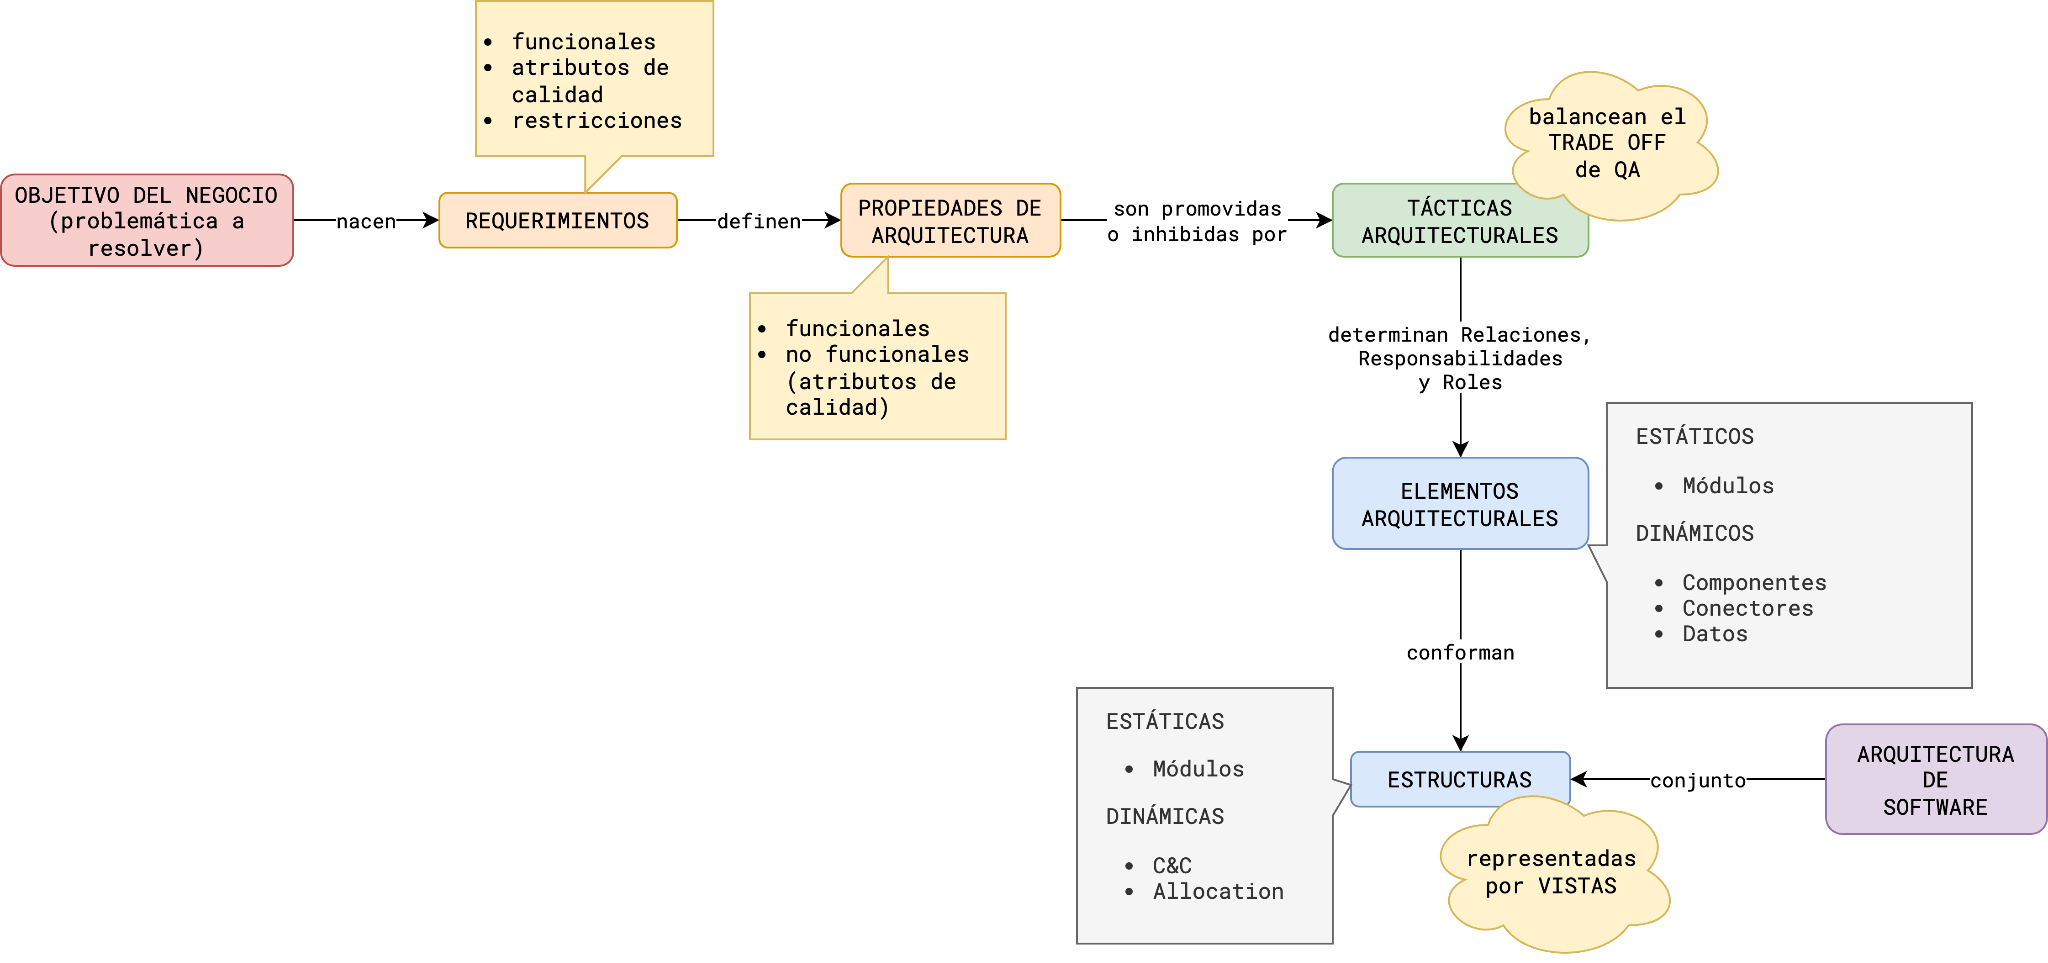 • funcionales
• atributos de
calidad
• restricciones
OBJETIVO DEL NEGOCIO
(problemática a
resolver)
nacen
REQUERIMIENTOS
definen
PROPIEDADES DE
ARQUITECTURA
• funcionales
• no funcionales
(atributos de
calidad)
son promovidas
o inhibidas por
balancean el
TRADE OFF
de QA
TÁCTICAS
ARQUITECTURALES
determinan Relaciones,
Responsabilidades
y Roles
ELEMENTOS
ARQUITECTURALES
ESTÁTICOS
• Módulos
DINÁMICOS
• Componentes
• Conectores
• Datos
conforman
ESTÁTICAS
• Módulos
DINÁMICAS
• C&C
• Allocation
ESTRUCTURAS
representadas
por VISTAS
conjunto
ARQUITECTURA
DE
SOFTWARE